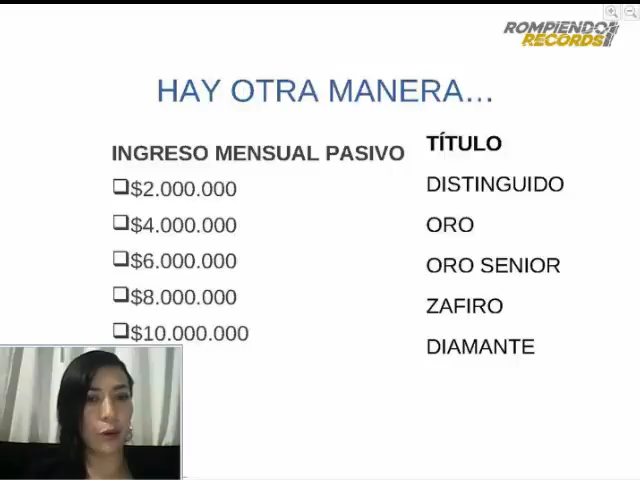 ROMPIENDO
RECORDS
HAY OTRA MANERA...
INGRESO MENSUAL PASIVO
$2.000.000
$4.000.000
$6.000.000
$8.000.000
$10.000.000
TÍTULO
DISTINGUIDO
ORO
ORO SENIOR
ZAFIRO
DIAMANTE